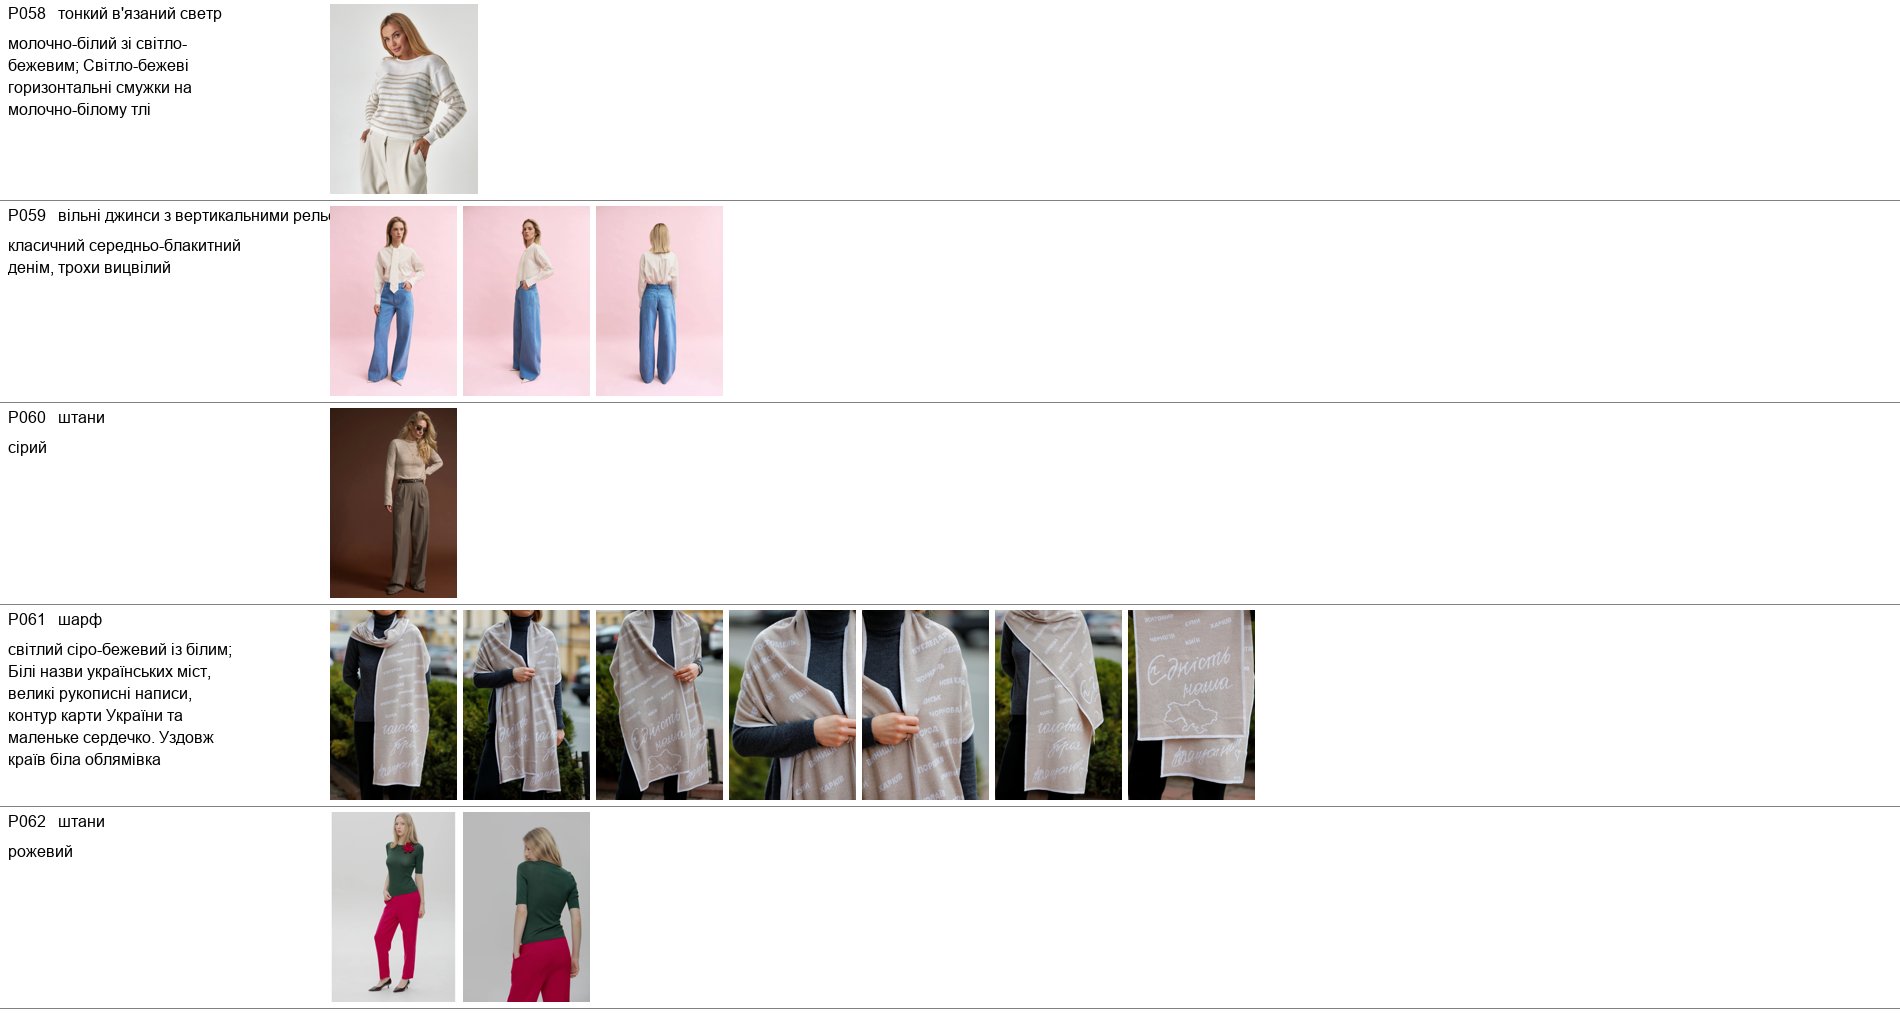 P058 тонкий в'язаний светр
молочно-білий зі світло-
бежевим; Світло-бежеві
горизонтальні смужки на
молочно-білому тлі
P059 вільні джинси з вертикальними
класичний середньо-блакитний
денім, трохи вицвілий
P060 штани
сірий
P061 шарф
світлий сіро-бежевий із білим;
Білі назви українських міст,
великі рукописні написи,
контур карти України та
маленьке сердечко. Уздовж
країв біла облямівка
Єдність
наша
P062 штани
рожевий